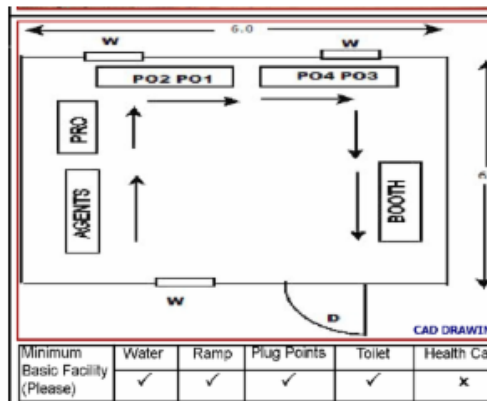 6.0
W W
PO2 PO1 PO4 PO3
PRO
AGENTS
BOOTH
W
D
CAD DRAWIN
Minimum Water Ramp Plug Points Toilet Health Ca
Basic Facility
(Please) ✓ ✓ ✓ ✓ x